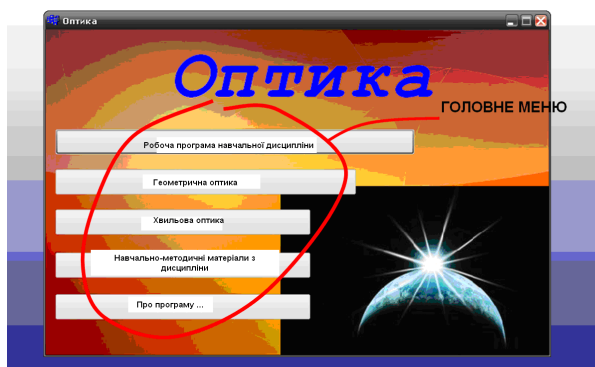 Оптика
Оптика
ГОЛОВНЕ МЕНЮ
Робоча програма навчальної дисципліни
Геометрична оптика
Хвильова оптика
Навчально-методичні матеріали з
дисципліни
Про програму ...